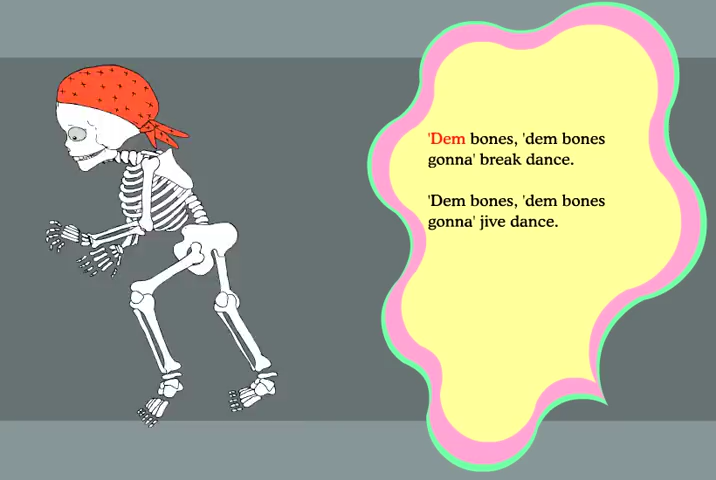 'Dem bones, 'dem bones
gonna' break dance.
'Dem bones, 'dem bones
gonna' jive dance.